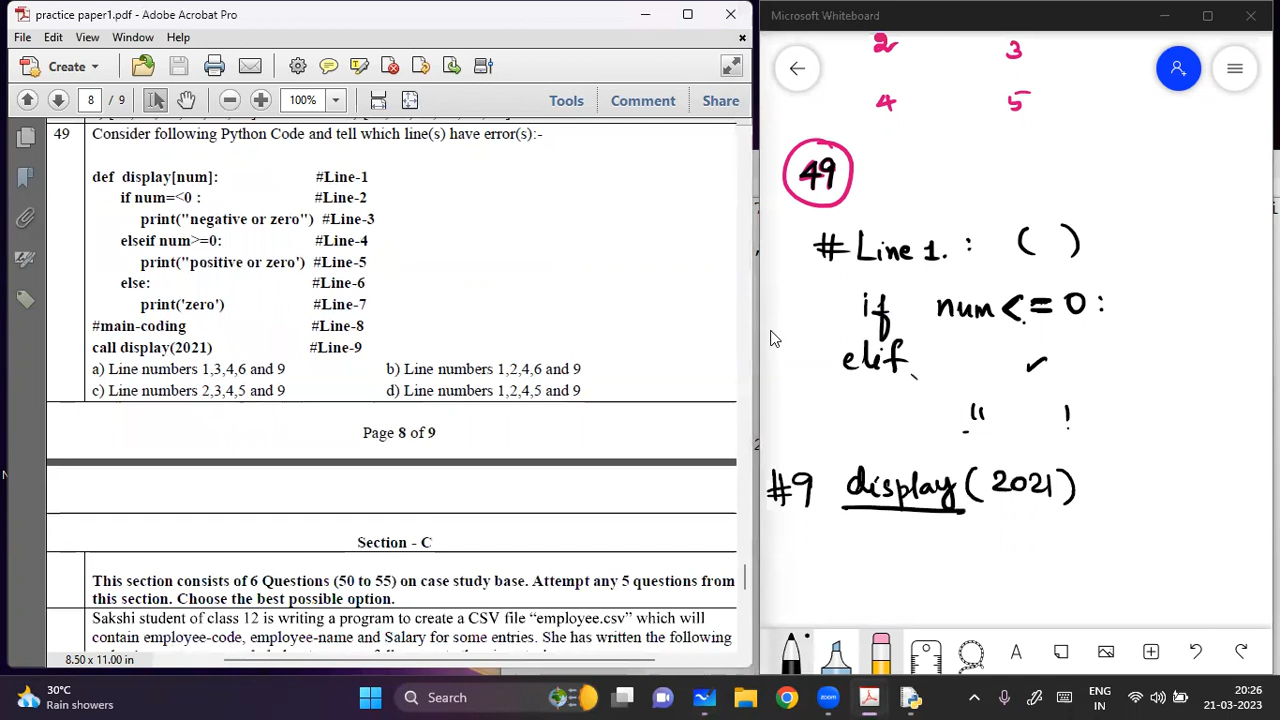 practice paper1.pdf - Adobe Acrobat Pro
File Edit View Window Help
Create
8 / 9 100% Tools Comment Share
49 Consider following Python Code and tell which line(s) have error(s):-
def display[num]: #Line-1
if num=<0 : #Line-2
print("negative or zero") #Line-3
elseif num>=0: #Line-4
print("positive or zero') #Line-5
else: #Line-6
print('zero') #Line-7
#main-coding #Line-8
call display(2021) #Line-9
a) Line numbers 1,3,4,6 and 9 b) Line numbers 1,2,4,6 and 9
c) Line numbers 2,3,4,5 and 9 d) Line numbers 1,2,4,5 and 9
Page 8 of 9
Section - C
This section consists of 6 Questions (50 to 55) on case study base. Attempt any 5 questions from
this section. Choose the best possible option.
Sakshi student of class 12 is writing a program to create a CSV file “employee.csv” which will
contain employee-code, employee-name and Salary for some entries. She has written the following
8.50 x 11.00 in
Microsoft Whiteboard
2 3
4 5
49
#Line 1. : ( )
if num <= 0 :
elif ✓
" '
#9 display(2021)
30°C
Rain showers
Search
zoom
ENG
IN
20:26
21-03-2023